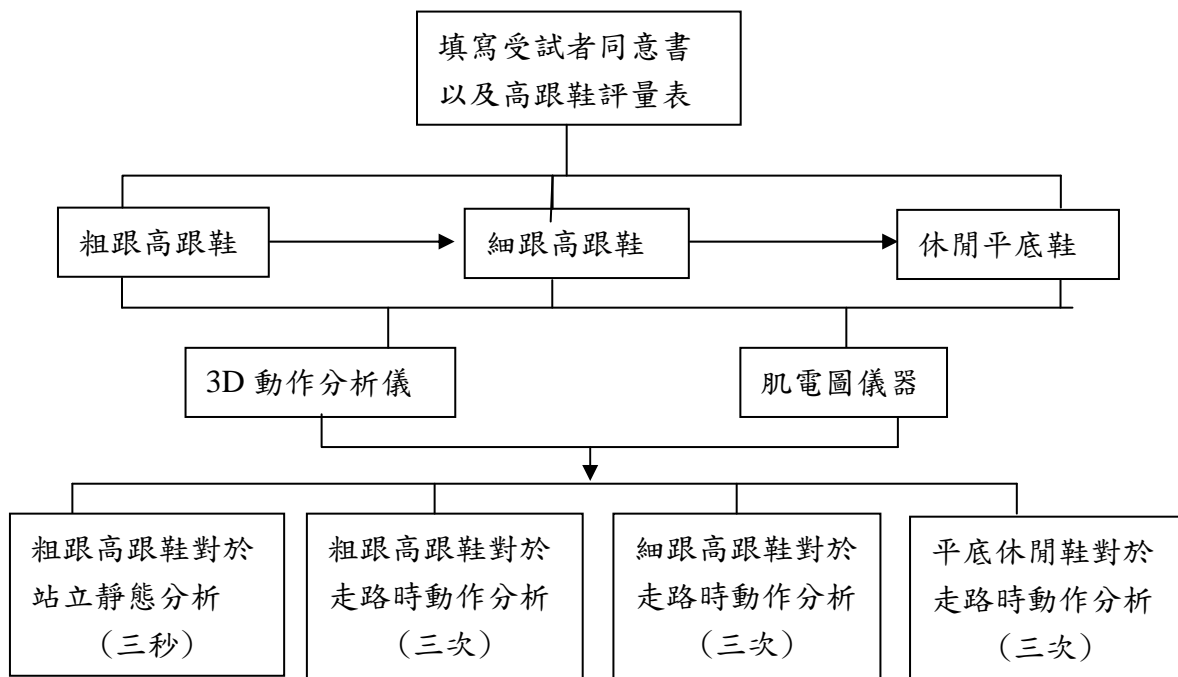 填寫受試者同意書
以及高跟鞋評量表
粗跟高跟鞋
細跟高跟鞋
休閒平底鞋
3D 動作分析儀
肌電圖儀器
粗跟高跟鞋對於
站立靜態分析
（三秒）
粗跟高跟鞋對於
走路時動作分析
（三次）
細跟高跟鞋對於
走路時動作分析
（三次）
平底休閒鞋對於
走路時動作分析
（三次）